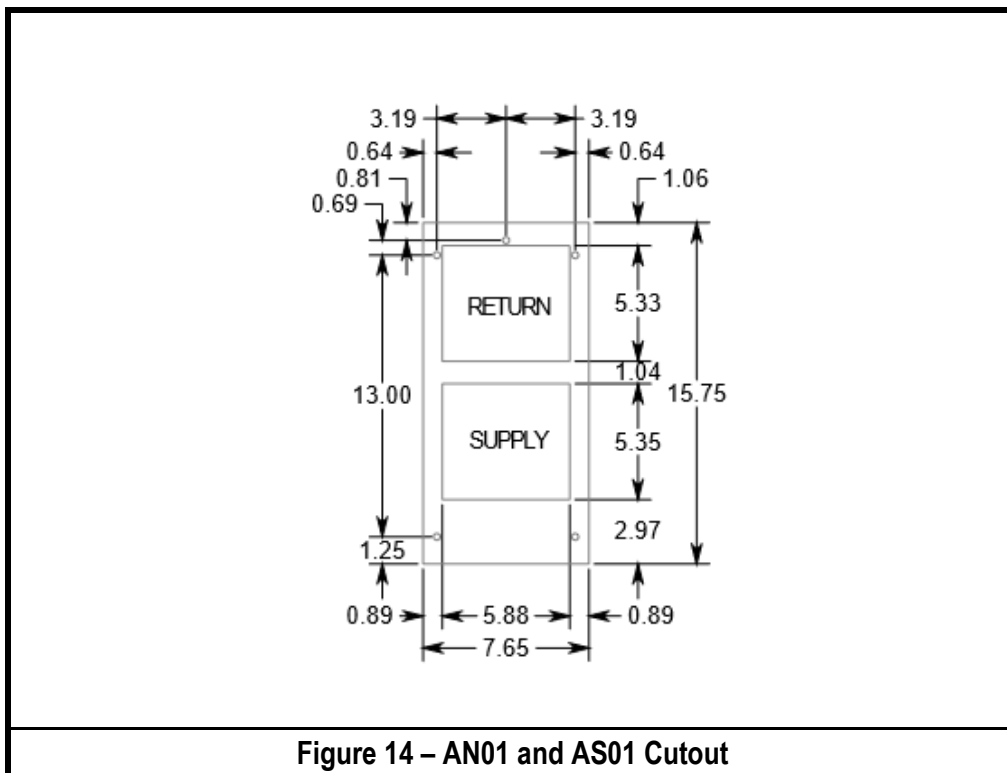 3.19 3.19
0.64 0.64
0.81 1.06
0.69
RETURN 5.33
1.04
13.00 15.75
SUPPLY 5.35
2.97
1.25
0.89 5.88 0.89
7.65
Figure 14 – AN01 and AS01 Cutout